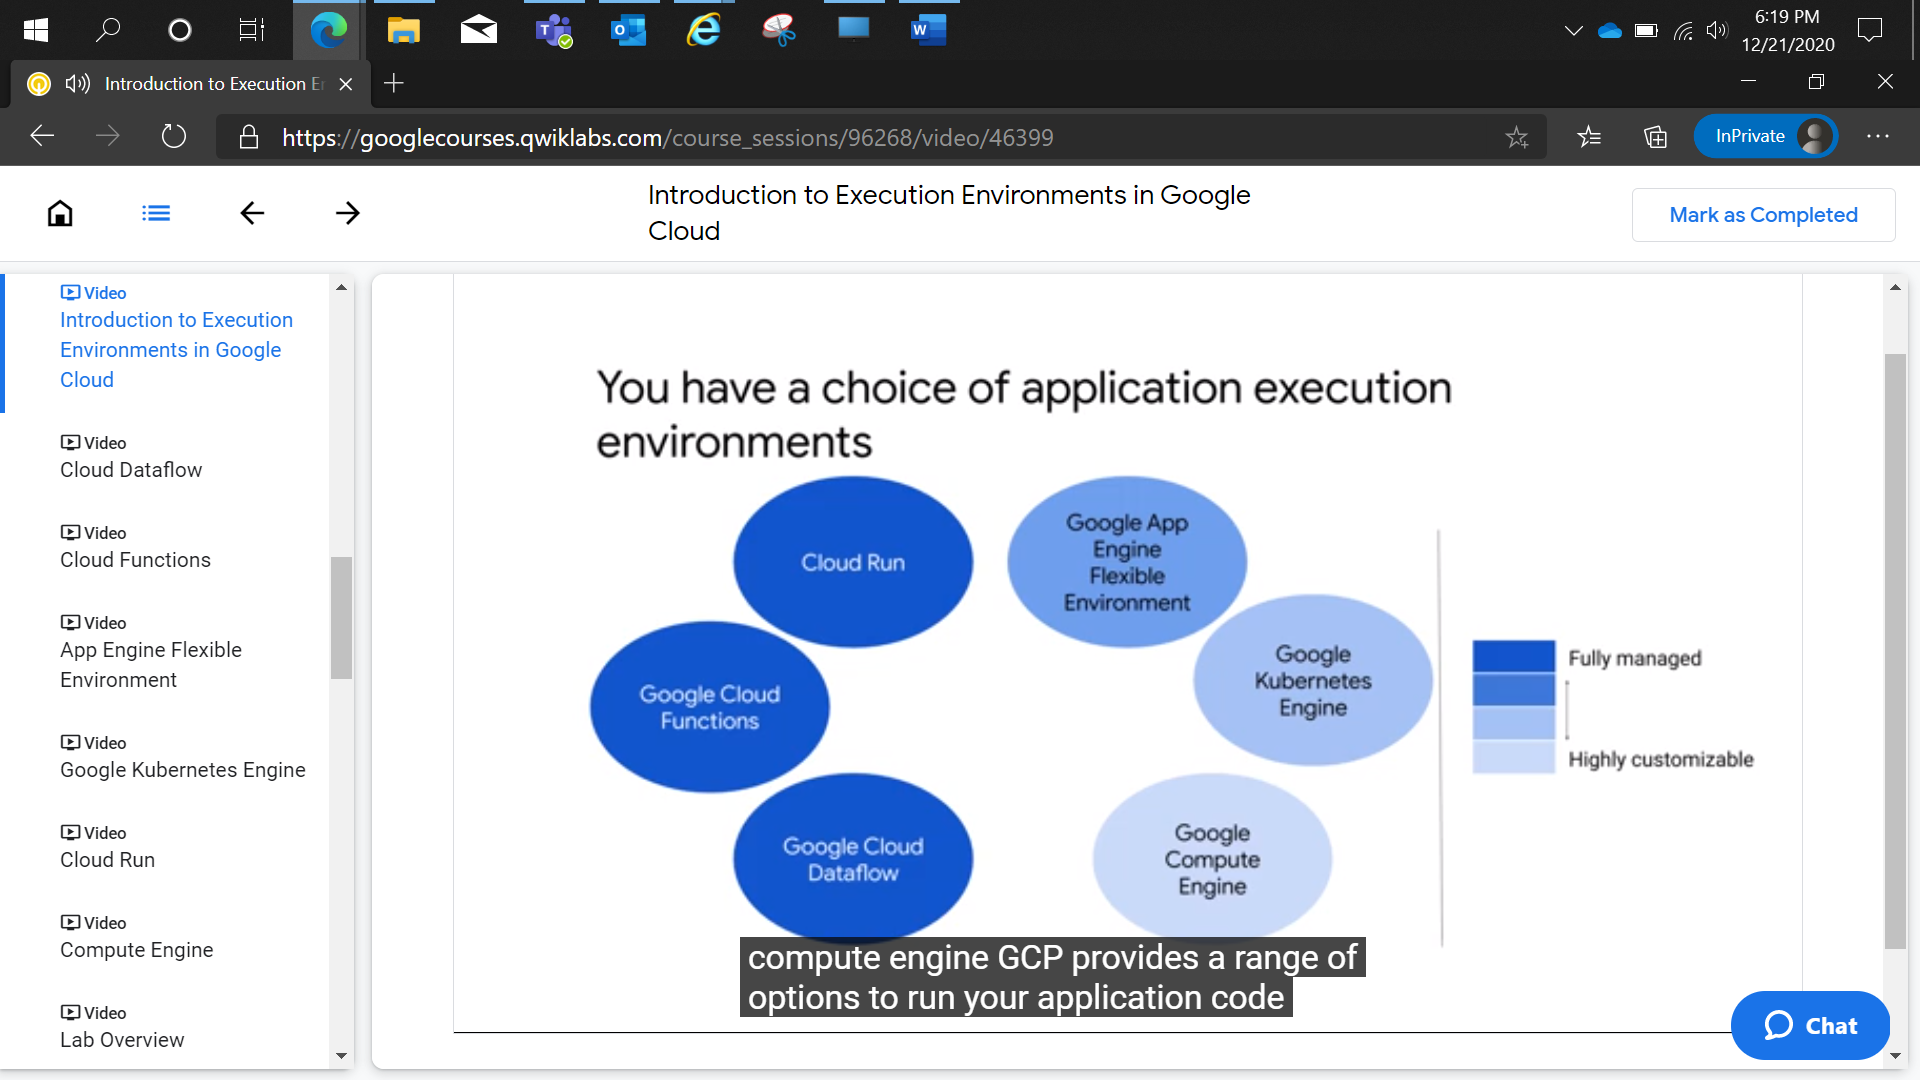 6:19 PM
12/21/2020
Introduction to Execution E
https://googlecourses.qwiklabs.com/course_sessions/96268/video/46399
InPrivate
Introduction to Execution Environments in Google
Cloud
Mark as Completed
Video
Introduction to Execution
Environments in Google
Cloud
Video
Cloud Dataflow
Video
Cloud Functions
Video
App Engine Flexible
Environment
Video
Google Kubernetes Engine
Video
Cloud Run
Video
Compute Engine
Video
Lab Overview
You have a choice of application execution
environments
Cloud Run
Google App
Engine
Flexible
Environment
Google Cloud
Functions
Google
Kubernetes
Engine
Google Cloud
Dataflow
Google
Compute
Engine
Fully managed
Highly customizable
compute engine GCP provides a range of
options to run your application code
Chat